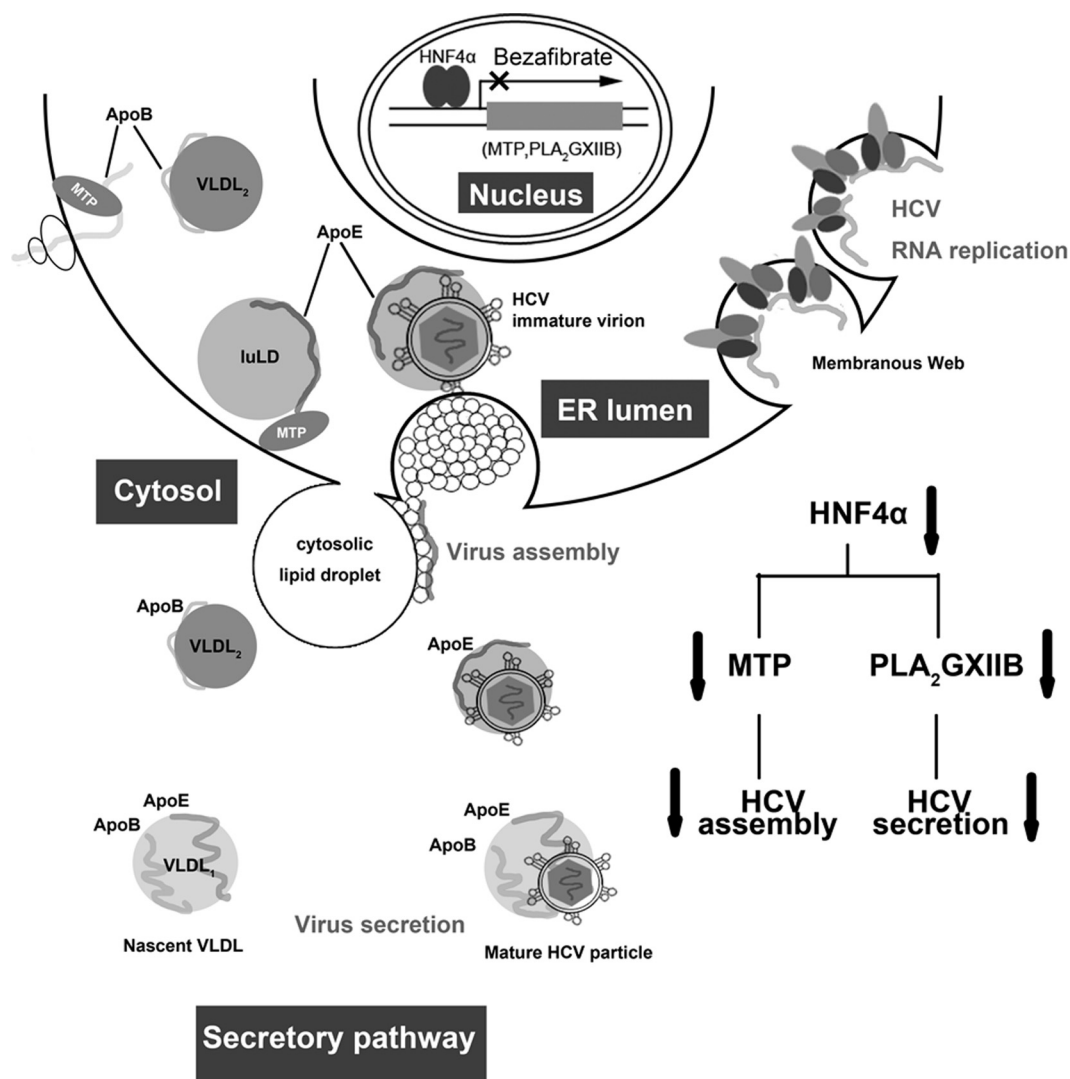 HNF4α
Bezafibrate
(MTP,PLA₂GXIIB)
Nucleus
ApoB
MTP
VLDL₂
ApoE
HCV
immature virion
luLD
MTP
HCV
RNA replication
Membranous Web
ER lumen
Cytosol
cytosolic
lipid droplet
Virus assembly
ApoB
VLDL₂
ApoE
HNF4α
MTP
PLA₂GXIIB
HCV
assembly
HCV
secretion
ApoE
ApoB
VLDL₁
Nascent VLDL
ApoE
ApoB
Virus secretion
Mature HCV particle
Secretory pathway